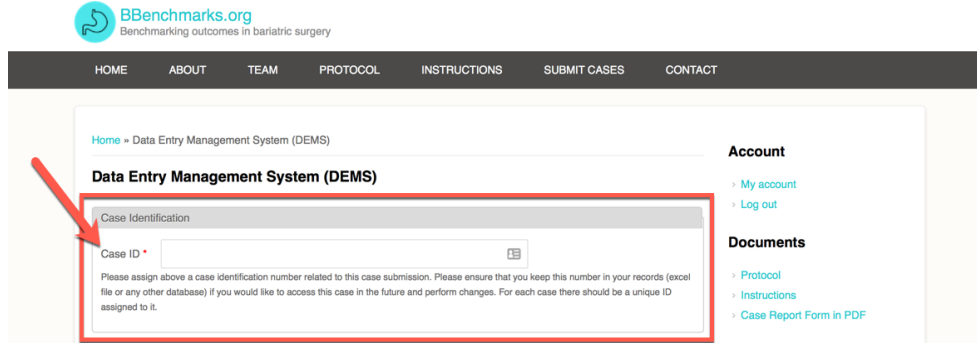 BBenchmarks.org
Benchmarking outcomes in bariatric surgery
HOME ABOUT TEAM PROTOCOL INSTRUCTIONS SUBMIT CASES CONTACT
Home » Data Entry Management System (DEMS)
Data Entry Management System (DEMS)
Case Identification
Case ID *
Please assign above a case identification number related to this case submission. Please ensure that you keep this number in your records (excel
file or any other database) if you would like to access this case in the future and perform changes. For each case there should be a unique ID
assigned to it.
Account
› My account
› Log out
Documents
› Protocol
› Instructions
› Case Report Form in PDF